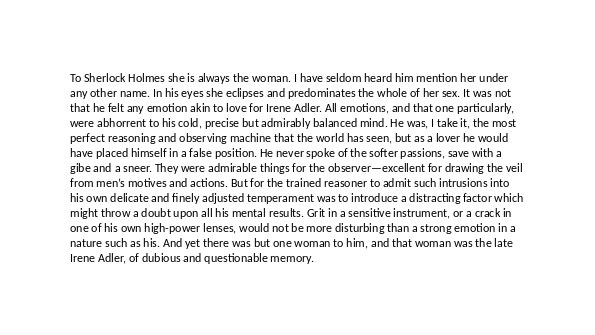 To Sherlock Holmes she is always the woman. I have seldom heard him mention her under
any other name. In his eyes she eclipses and predominates the whole of her sex. It was not
that he felt any emotion akin to love for Irene Adler. All emotions, and that one particularly,
were abhorrent to his cold, precise but admirably balanced mind. He was, I take it, the most
perfect reasoning and observing machine that the world has seen, but as a lover he would
have placed himself in a false position. He never spoke of the softer passions, save with a
gibe and a sneer. They were admirable things for the observer—excellent for drawing the veil
from men's motives and actions. But for the trained reasoner to admit such intrusions into
his own delicate and finely adjusted temperament was to introduce a distracting factor which
might throw a doubt upon all his mental results. Grit in a sensitive instrument, or a crack in
one of his own high-power lenses, would not be more disturbing than a strong emotion in a
nature such as his. And yet there was but one woman to him, and that woman was the late
Irene Adler, of dubious and questionable memory.